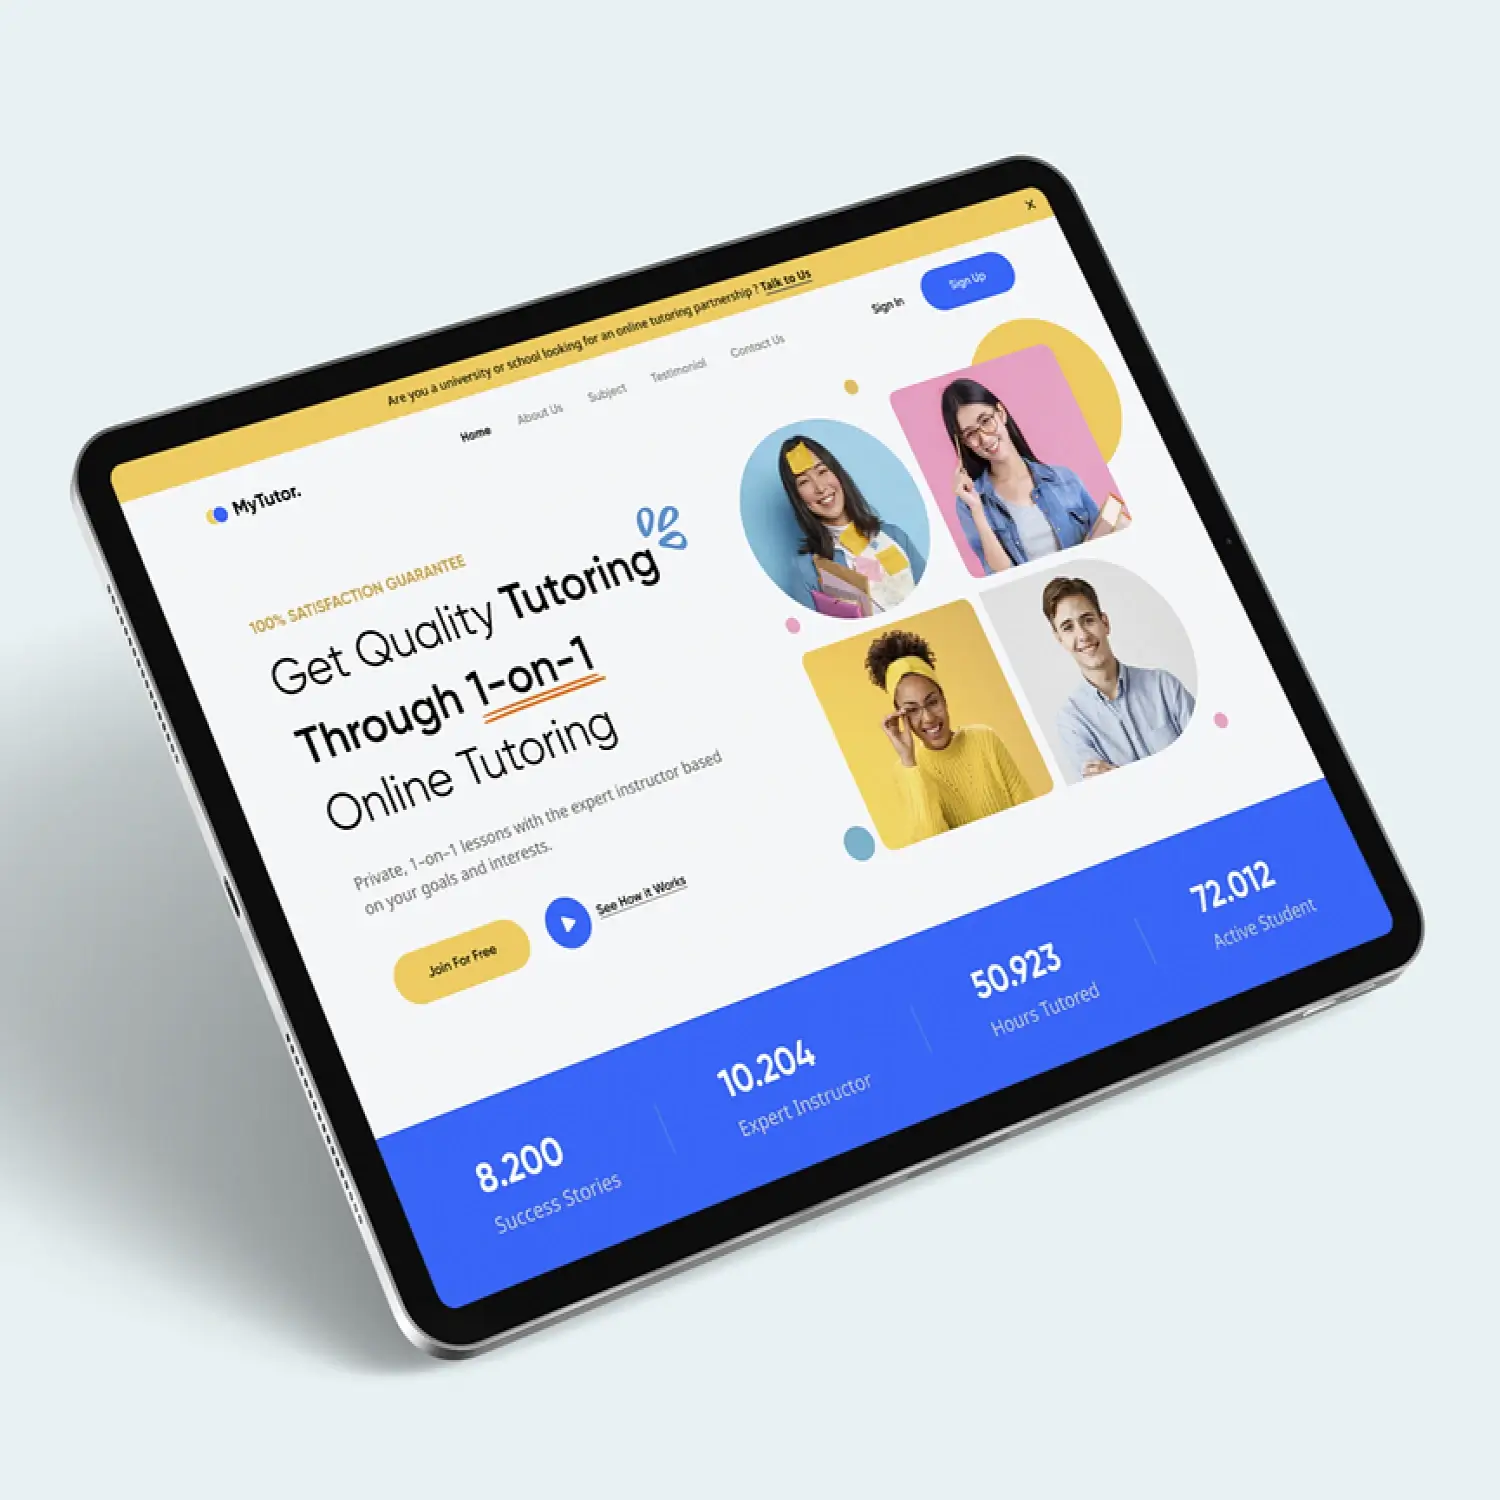 Are you a university or school looking for an online tutoring partnership ? Talk to Us
X
MyTutor.
Home
About Us
Subject
Testimonial
Contact Us
Sign In
Sign Up
100% SATISFACTION GUARANTEE
Get Quality Tutoring
Through 1-on-1
Online Tutoring
Private, 1-on-1 lessons with the expert instructor based
on your goals and interests.
Join For Free
See How it Works
8.200
Success Stories
10.204
Expert Instructor
50.923
Hours Tutored
72.012
Active Student